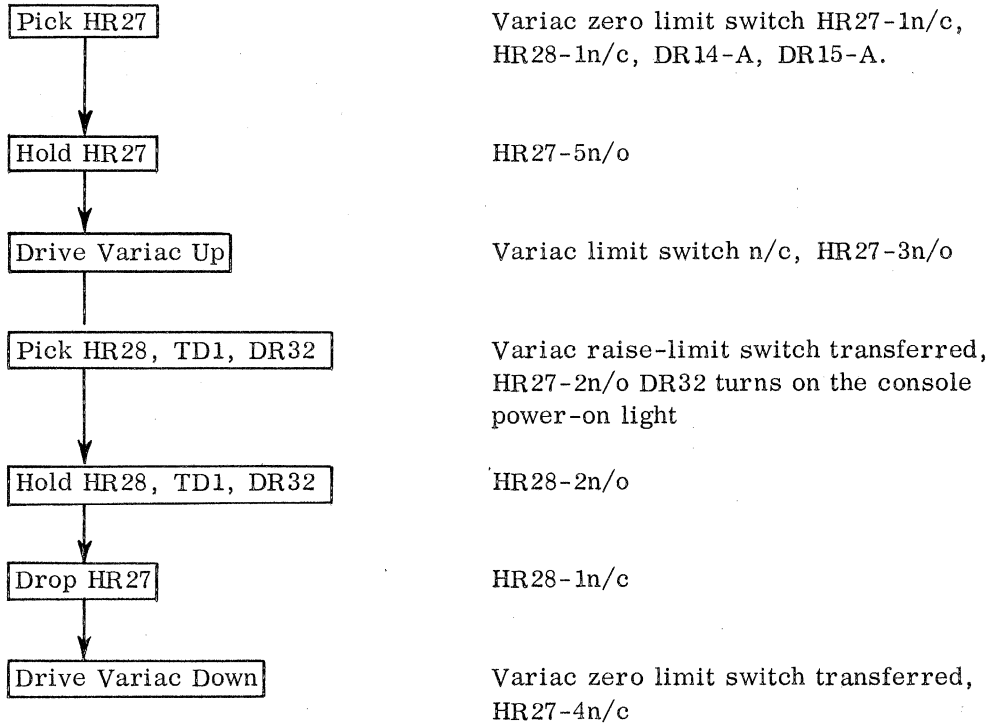 Pick HR27
Variac zero limit switch HR27-1n/c,
HR28-1n/c, DR14-A, DR15-A.
Hold HR27
HR27-5n/o
Drive Variac Up
Variac limit switch n/c, HR27-3n/o
Pick HR28, TD1, DR32
Variac raise-limit switch transferred,
HR27-2n/o DR32 turns on the console
power-on light
Hold HR28, TD1, DR32
HR28-2n/o
Drop HR27
HR28-1n/c
Drive Variac Down
Variac zero limit switch transferred,
HR27-4n/c